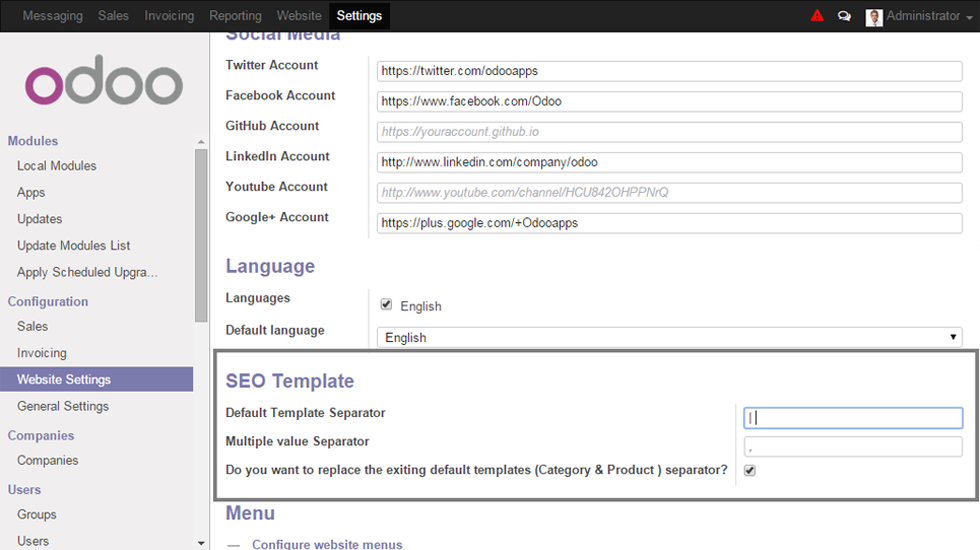 Messaging Sales Invoicing Reporting Website Settings Administrator
odoo
Modules
Local Modules
Apps
Updates
Update Modules List
Apply Scheduled Upgra...
Configuration
Sales
Invoicing
Website Settings
General Settings
Companies
Companies
Users
Groups
Users
Social Media
Twitter Account https://twitter.com/odooapps
Facebook Account https://www.facebook.com/Odoo
GitHub Account https://youraccount.github.io
LinkedIn Account http://www.linkedin.com/company/odoo
Youtube Account http://www.youtube.com/channel/HCU842OHPPNrQ
Google+ Account https://plus.google.com/+Odooapps
Language
Languages English
Default language English
SEO Template
Default Template Separator |
Multiple value Separator ,
Do you want to replace the exiting default templates (Category & Product ) separator?
Menu
Configure website menus